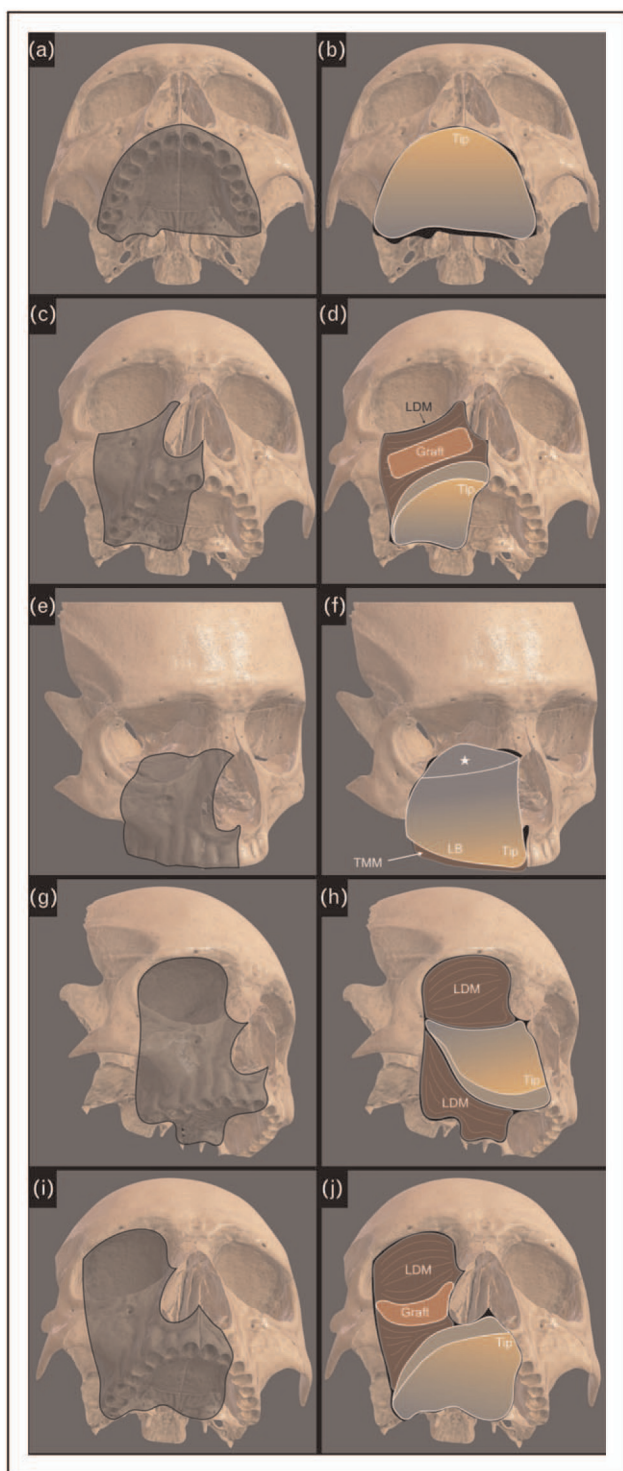 (a)
(b)
Tip
(c)
(d)
LDM
Graft
Tip
(e)
(f)
★
LB
Tip
TMM
(g)
(h)
LDM
Tip
LDM
(i)
(j)
LDM
Graft
Tip